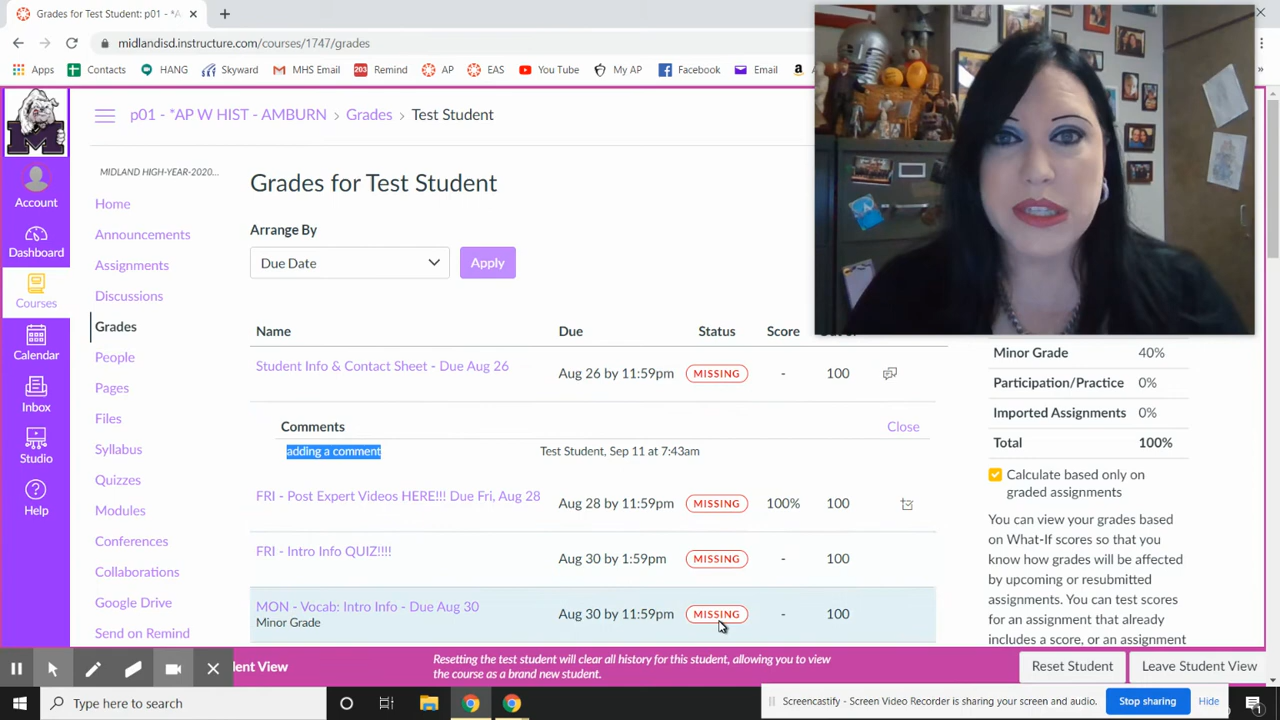 Grades for Test Student: p01 - *AP
midlandisd.instructure.com/courses/1747/grades
Apps
Contacts
HANG
Skyward
MHS Email
203
Remind
AP
EAS
You Tube
My AP
Facebook
Email
M
p01 - *AP W HIST - AMBURN
Grades
Test Student
MIDLAND HIGH-YEAR-2020...
Account
Dashboard
Courses
Calendar
Inbox
Studio
Help
Home
Announcements
Assignments
Discussions
Grades
People
Pages
Files
Syllabus
Quizzes
Modules
Conferences
Collaborations
Google Drive
Send on Remind
Grades for Test Student
Arrange By
Due Date
Apply
Name Due Status Score
Student Info & Contact Sheet - Due Aug 26 Aug 26 by 11:59pm MISSING - 100
Comments Close
adding a comment Test Student, Sep 11 at 7:43am
FRI - Post Expert Videos HERE!!! Due Fri, Aug 28 Aug 28 by 11:59pm MISSING 100% 100
FRI - Intro Info QUIZ!!!! Aug 30 by 1:59pm MISSING - 100
MON - Vocab: Intro Info - Due Aug 30 Aug 30 by 11:59pm MISSING - 100
Minor Grade
Minor Grade 40%
Participation/Practice 0%
Imported Assignments 0%
Total 100%
Calculate based only on
graded assignments
You can view your grades based
on What-If scores so that you
know how grades will be affected
by upcoming or resubmitted
assignments. You can test scores
for an assignment that already
includes a score, or an assignment
dent View
Resetting the test student will clear all history for this student, allowing you to view
the course as a brand new student.
Reset Student
Leave Student View
Type here to search
Screencastify - Screen Video Recorder is sharing your screen and audio.
Stop sharing
Hide
1